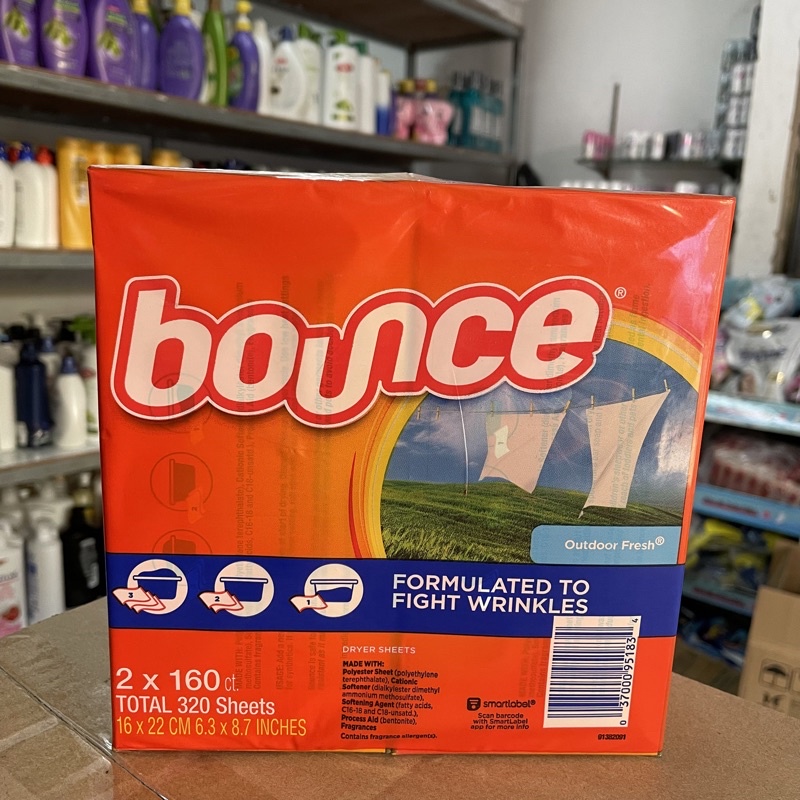 bounce®
Outdoor Fresh®
3
2
1
FORMULATED TO
FIGHT WRINKLES
DRYER SHEETS
2 x 160 ct.
TOTAL 320 Sheets
16 x 22 CM 6.3 x 8.7 INCHES
MADE WITH:
Polyester Sheet (polyethylene
terephthalate), Cationic
Softener (dialkylester dimethyl
ammonium methosulfate),
Softening Agent (fatty acids,
C16-18 and C18-unsatd.),
Process Aid (bentonite),
Fragrances
Contains fragrance allergen(s).
smartlabel®
Scan barcode
with SmartLabel
app for more info
0 37000 95183 4